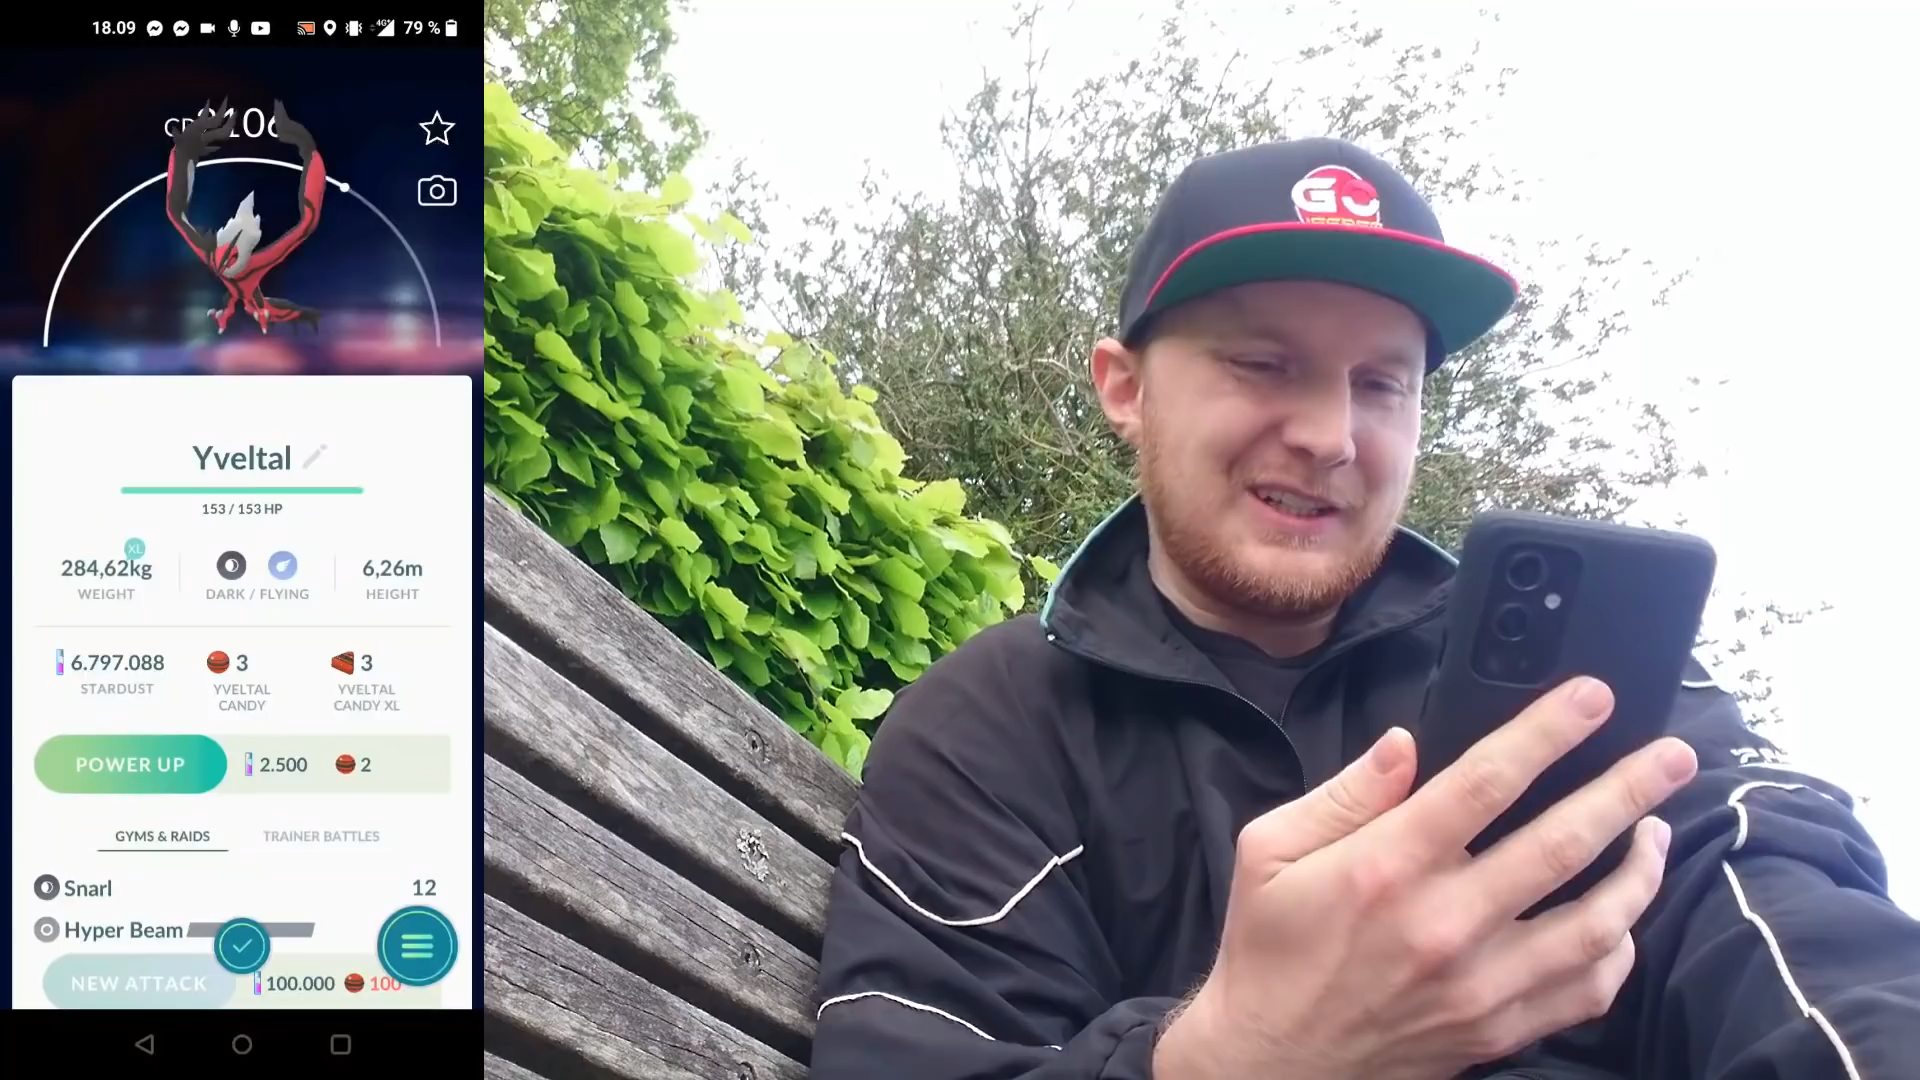 18.09 4G+ 79 %
Yveltal
153 / 153 HP
XL
284,62kg
WEIGHT
DARK / FLYING
6,26m
HEIGHT
6.797.088
STARDUST
3
YVELTAL
CANDY
3
YVELTAL
CANDY XL
POWER UP 2.500 2
GYMS & RAIDS TRAINER BATTLES
Snarl 12
Hyper Beam
NEW ATTACK 100.000 100
GO